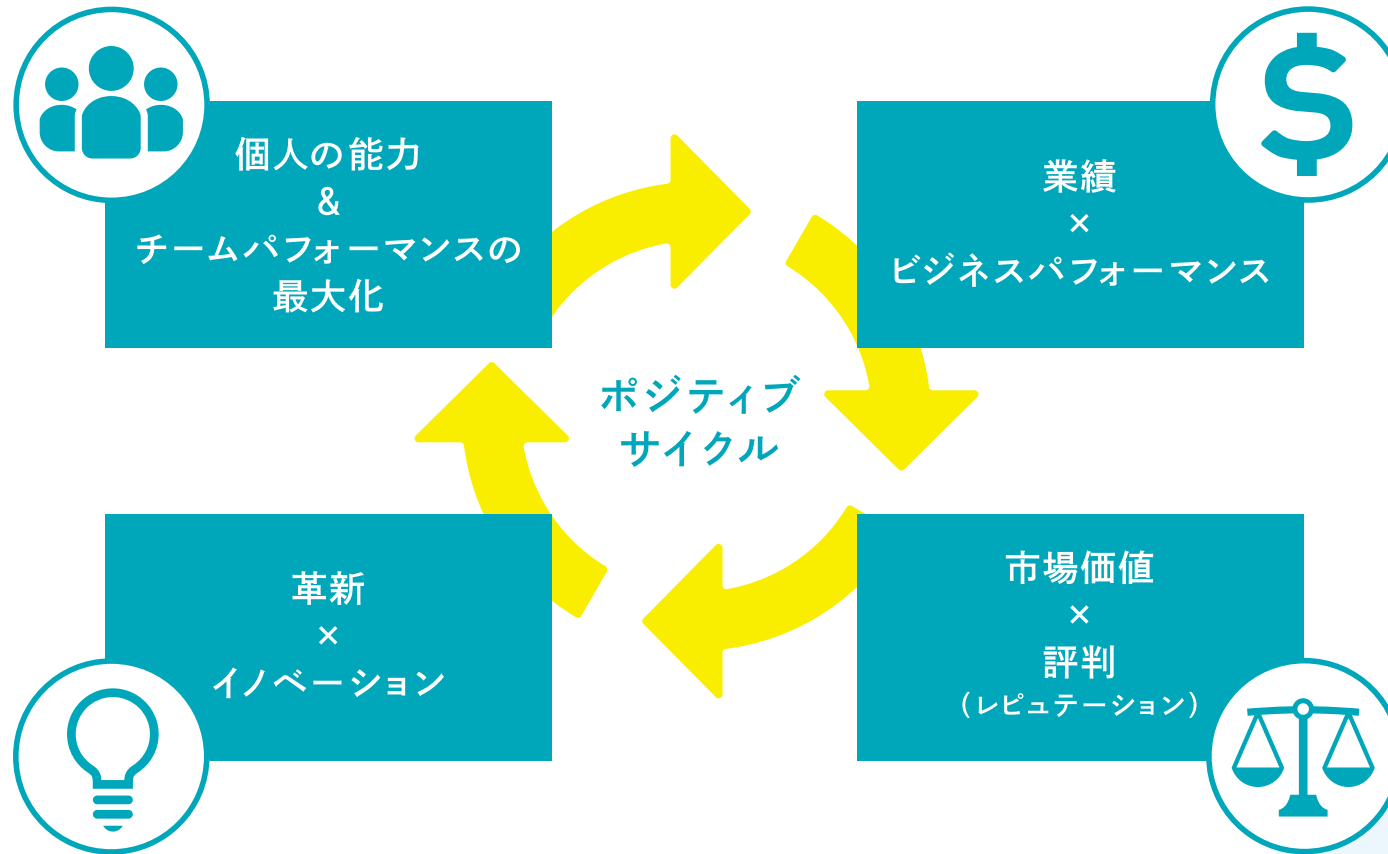 個人の能力
&
チームパフォーマンスの
最大化
業績
×
ビジネスパフォーマンス
ポジティブ
サイクル
革新
×
イノベーション
市場価値
×
評判
(レピュテーション)
$